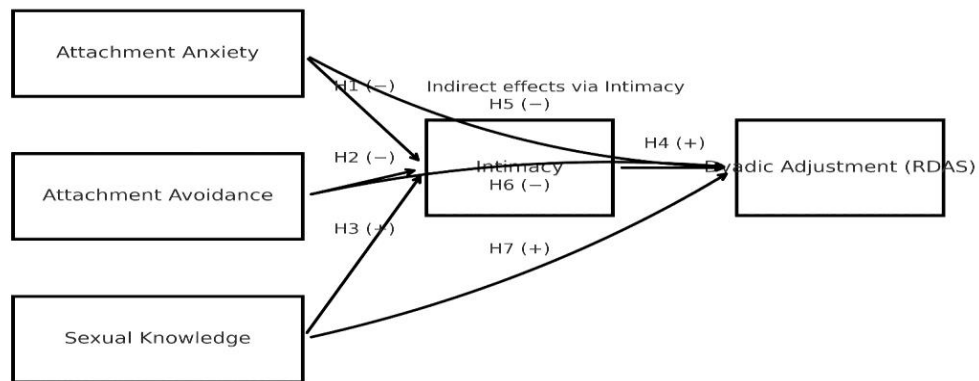 Attachment Anxiety
H1 (−)
Indirect effects via Intimacy
H5 (−)
H4 (+)
H2 (−)
Intimacy
Dyadic Adjustment (RDAS)
Attachment Avoidance
H6 (−)
H3 (+)
H7 (+)
Sexual Knowledge